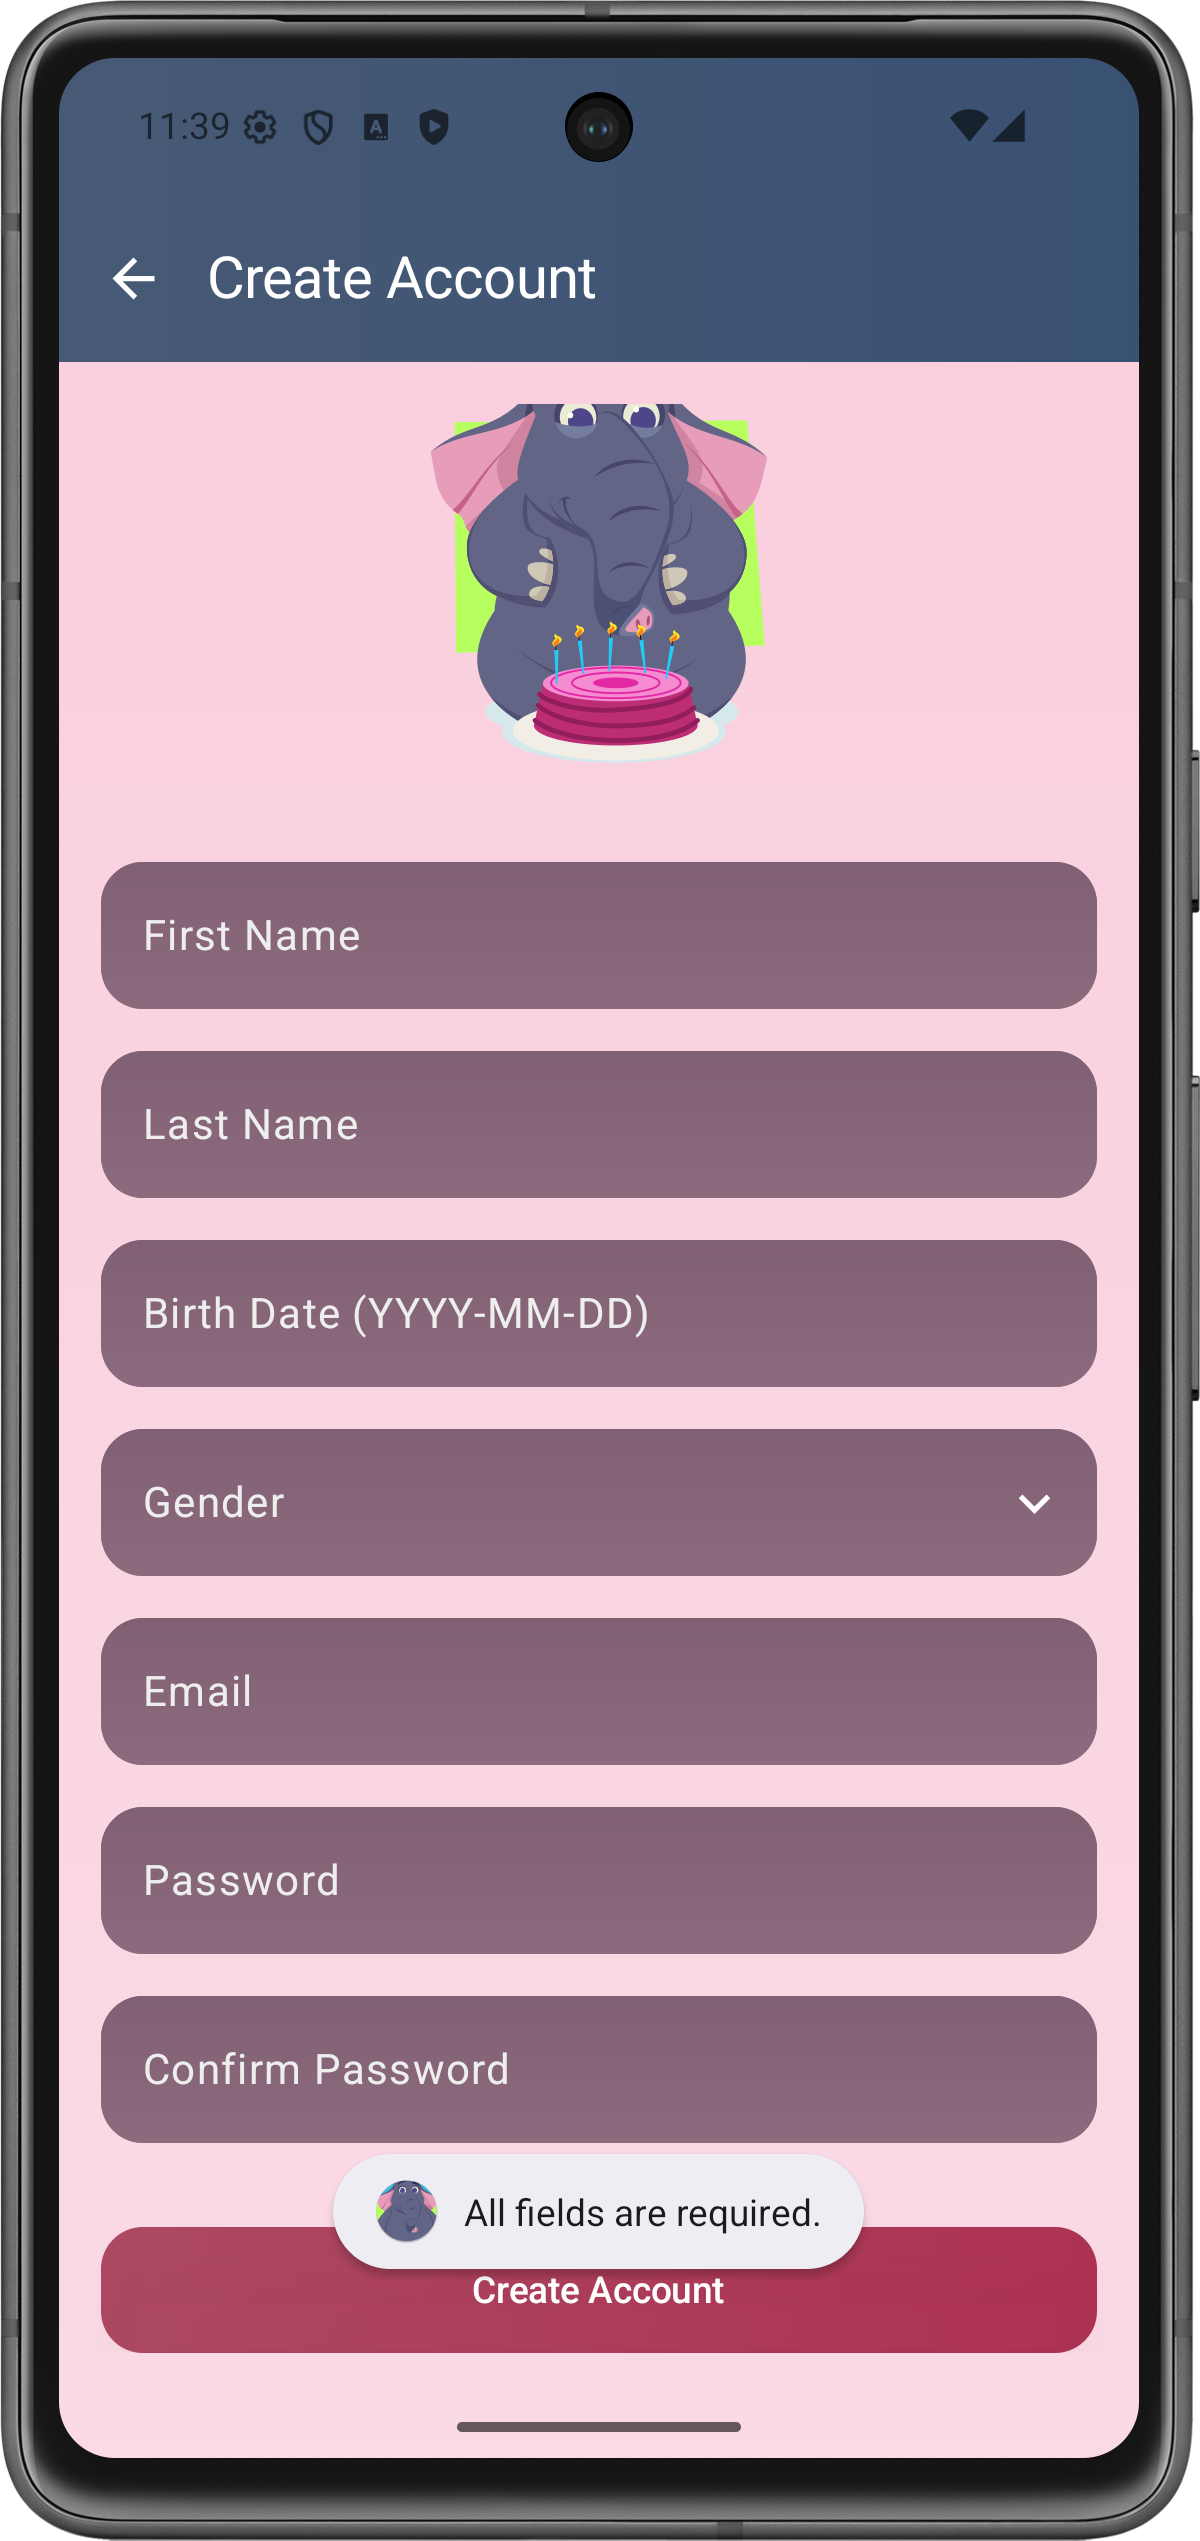 11:39
Create Account
First Name
Last Name
Birth Date (YYYY-MM-DD)
Gender
Email
Password
Confirm Password
All fields are required.
Create Account